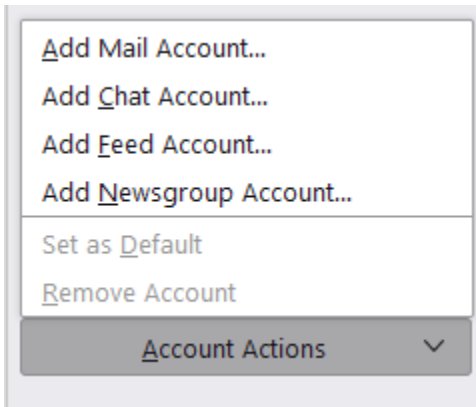 Add Mail Account...
Add Chat Account...
Add Feed Account...
Add Newsgroup Account...
Set as Default
Remove Account
Account Actions